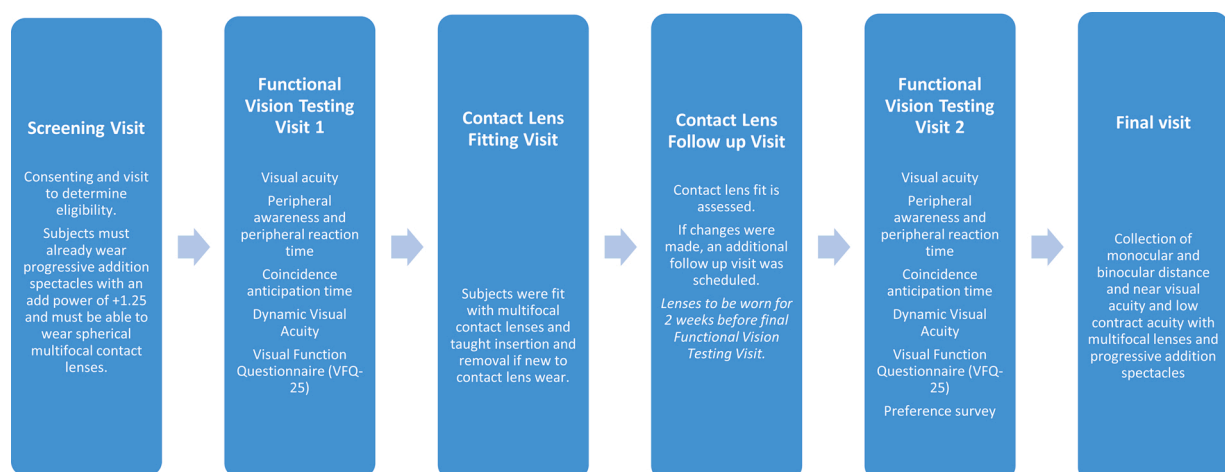 Screening Visit
Consenting and visit
to determine
eligibility.
Subjects must
already wear
progressive addition
spectacles with an
add power of +1.25
and must be able to
wear spherical
multifocal contact
lenses.
Functional
Vision Testing
Visit 1
Visual acuity
Peripheral
awareness and
peripheral reaction
time
Coincidence
anticipation time
Dynamic Visual
Acuity
Visual Function
Questionnaire (VFQ-
25)
Contact Lens
Fitting Visit
Subjects were fit
with multifocal
contact lenses and
taught insertion and
removal if new to
contact lens wear.
Contact Lens
Follow up Visit
Contact lens fit is
assessed.
If changes were
made, an additional
follow up visit was
scheduled.
Lenses to be worn for
2 weeks before final
Functional Vision
Testing Visit.
Functional
Vision Testing
Visit 2
Visual acuity
Peripheral
awareness and
peripheral reaction
time
Coincidence
anticipation time
Dynamic Visual
Acuity
Visual Function
Questionnaire (VFQ-
25)
Preference survey
Final visit
Collection of
monocular and
binocular distance
and near visual
acuity and low
contract acuity with
multifocal lenses and
progressive addition
spectacles